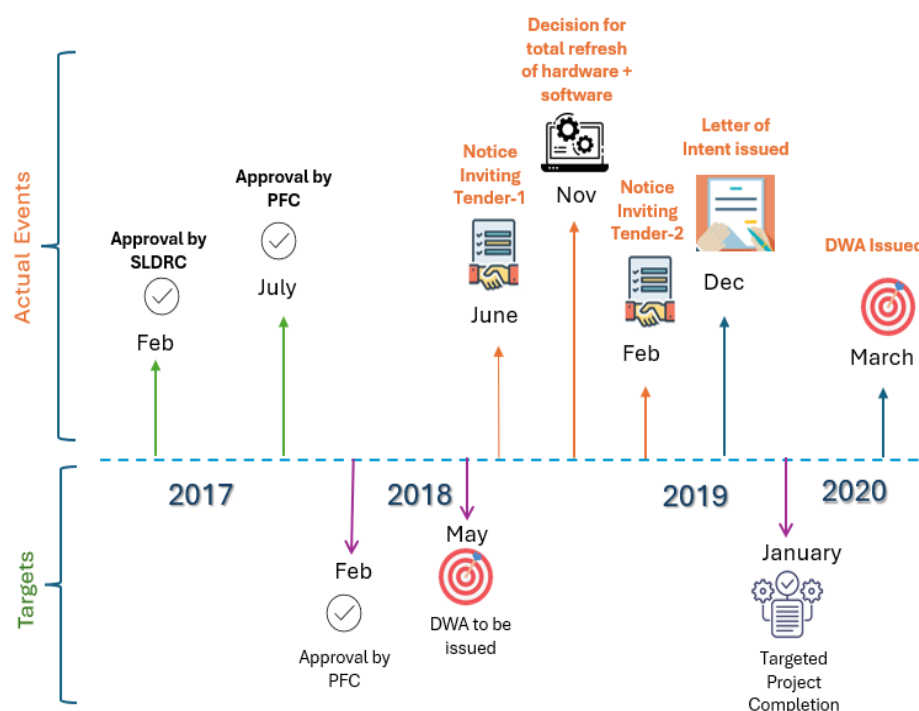 Actual Events
Decision for
total refresh
of hardware +
software
Nov
Letter of
Intent issued
Dec
Notice
Inviting
Tender-1
June
Notice
Inviting
Tender-2
Feb
Approval by
PFC
July
Approval by
SLDRC
Feb
DWA Issued
March
2017
2018
2019
2020
Targets
Feb
Approval by
PFC
May
DWA to be
issued
January
Targeted
Project
Completion